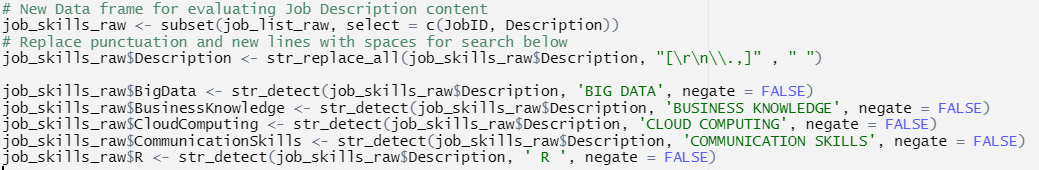 # New Data frame for evaluating Job Description content
job_skills_raw <- subset(job_list_raw, select = c(JobID, Description))
# Replace punctuation and new lines with spaces for search below
job_skills_raw$Description <- str_replace_all(job_skills_raw$Description, "[\r\n\\.,]" , " ")
job_skills_raw$BigData <- str_detect(job_skills_raw$Description, 'BIG DATA', negate = FALSE)
job_skills_raw$BusinessKnowledge <- str_detect(job_skills_raw$Description, 'BUSINESS KNOWLEDGE', negate = FALSE)
job_skills_raw$CloudComputing <- str_detect(job_skills_raw$Description, 'CLOUD COMPUTING', negate = FALSE)
job_skills_raw$CommunicationSkills <- str_detect(job_skills_raw$Description, 'COMMUNICATION SKILLS', negate = FALSE)
job_skills_raw$R <- str_detect(job_skills_raw$Description, ' R ', negate = FALSE)